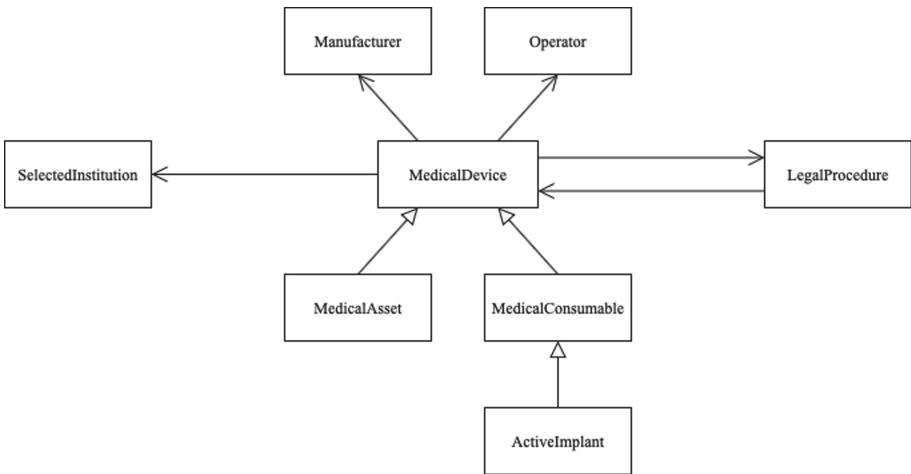 Manufacturer
Operator
SelectedInstitution
MedicalDevice
LegalProcedure
MedicalAsset
MedicalConsumable
ActiveImplant